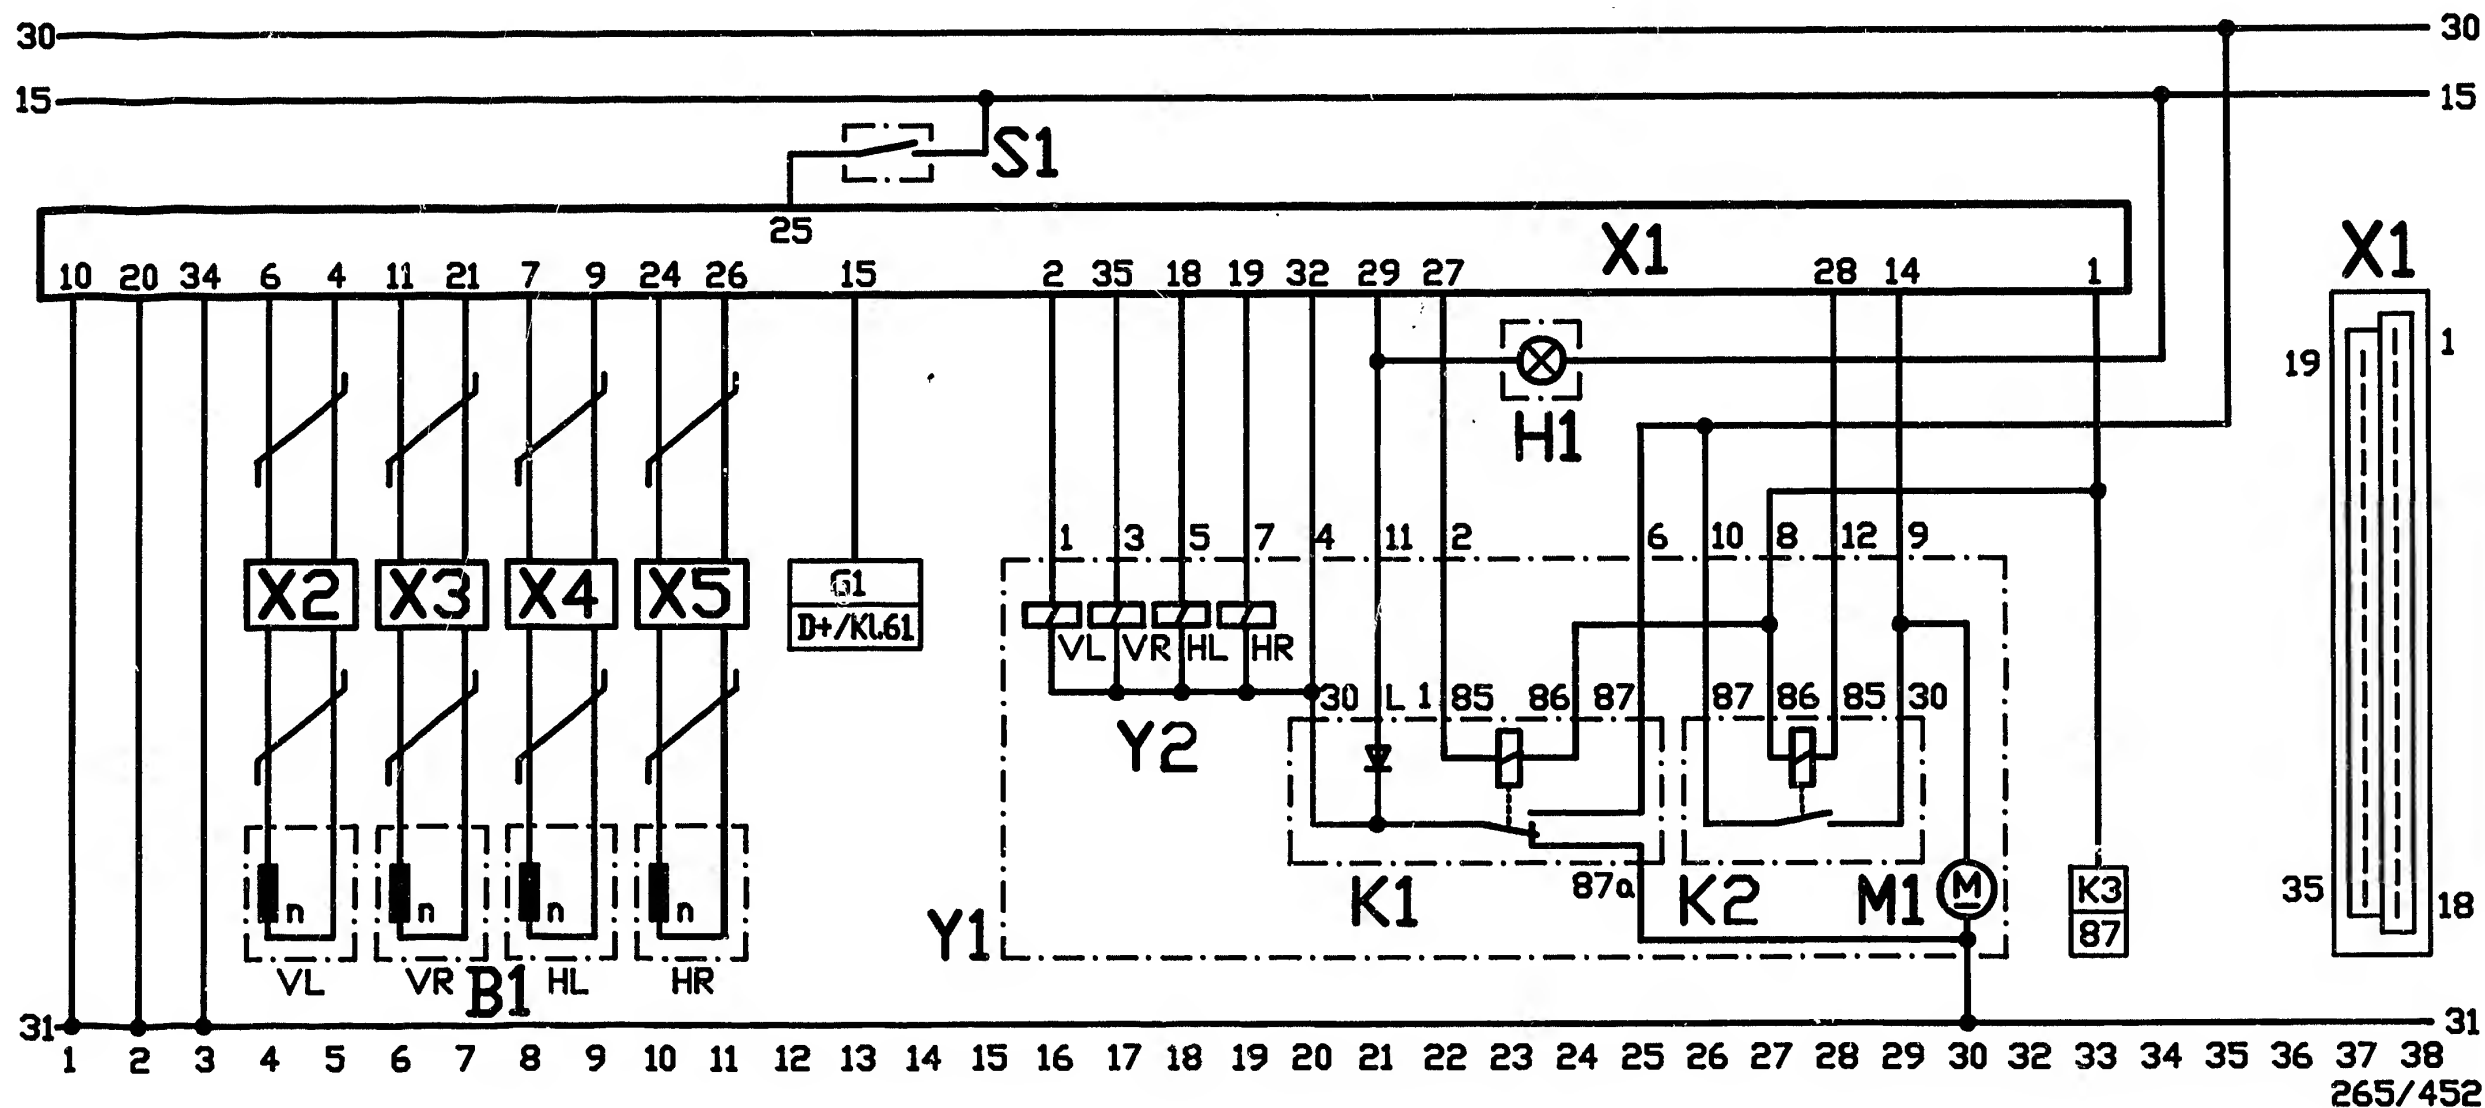 30 30
15 15
S1
25
X1 X1
10 20 34 6 4 11 21 7 9 24 26 15 2 35 18 19 32 29 27 28 14 1
1
19
H1
1 3 5 7 4 11 2 6 10 8 12 9
X2 X3 X4 X5
G1
D+/Kl.61
VL VR HL HR
30 L 1 85 86 87 87 86 85 30
Y2
n n n n
87a
K1 K2 M1 M
K3
87
35 18
Y1
VL VR B1 HL HR
31 31
1 2 3 4 5 6 7 8 9 10 11 12 13 14 15 16 17 18 19 20 21 22 23 24 25 26 27 28 29 30 32 33 34 35 36 37 38
265/452